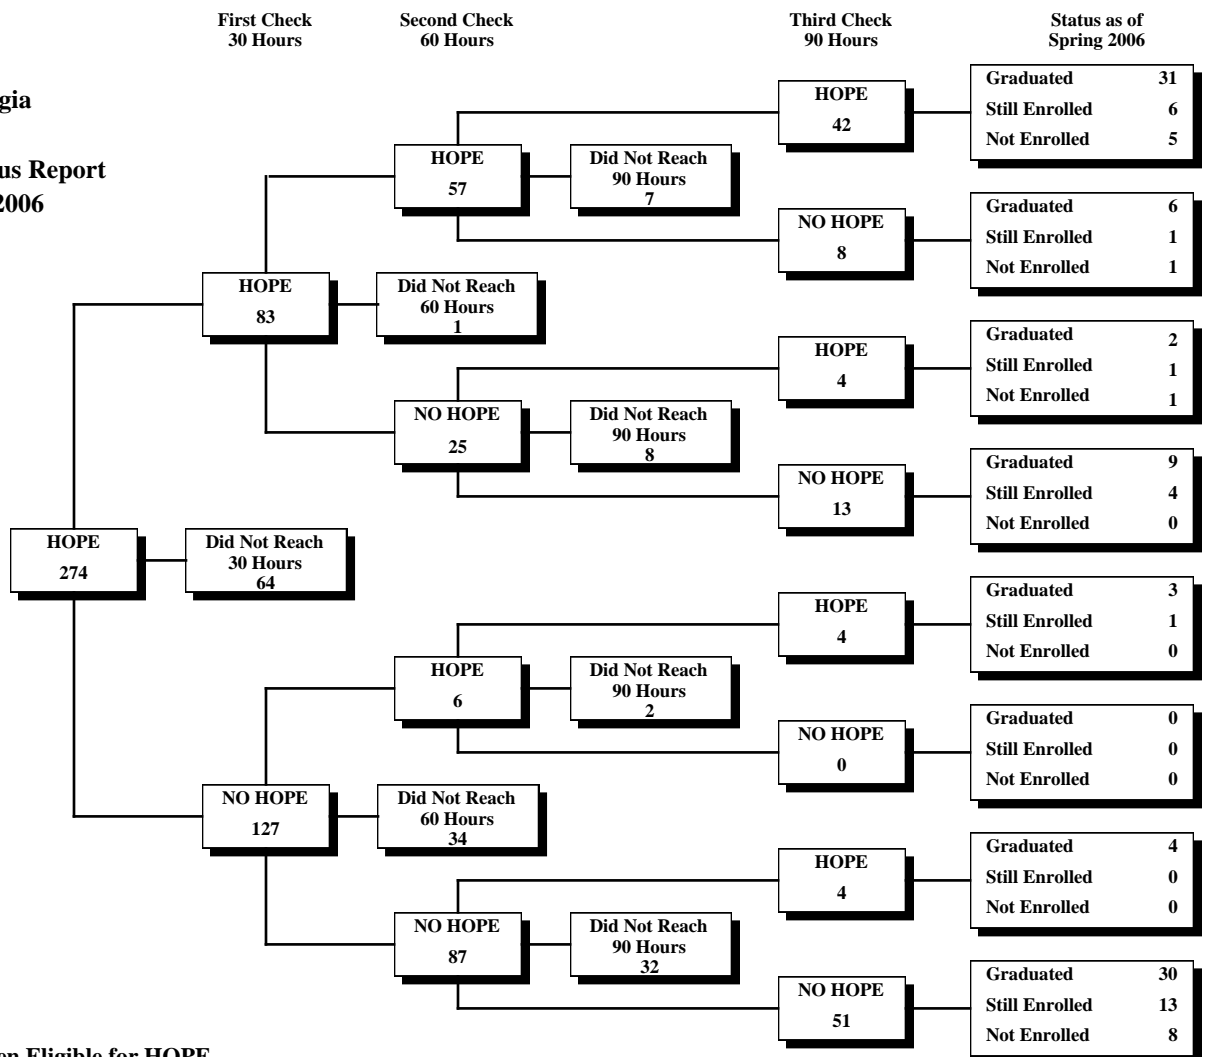 First Check
30 Hours
Second Check
60 Hours
Third Check
90 Hours
Status as of
Spring 2006
gia
us Report
2006
HOPE
274
Did Not Reach
30 Hours
64
HOPE
83
Did Not Reach
60 Hours
1
NO HOPE
127
Did Not Reach
60 Hours
34
HOPE
57
Did Not Reach
90 Hours
7
NO HOPE
25
Did Not Reach
90 Hours
8
HOPE
6
Did Not Reach
90 Hours
2
NO HOPE
87
Did Not Reach
90 Hours
32
HOPE
42
Graduated 31
Still Enrolled 6
Not Enrolled 5
NO HOPE
8
Graduated 6
Still Enrolled 1
Not Enrolled 1
HOPE
4
Graduated 2
Still Enrolled 1
Not Enrolled 1
NO HOPE
13
Graduated 9
Still Enrolled 4
Not Enrolled 0
HOPE
4
Graduated 3
Still Enrolled 1
Not Enrolled 0
NO HOPE
0
Graduated 0
Still Enrolled 0
Not Enrolled 0
HOPE
4
Graduated 4
Still Enrolled 0
Not Enrolled 0
NO HOPE
51
Graduated 30
Still Enrolled 13
Not Enrolled 8
en Eligible for HOPE